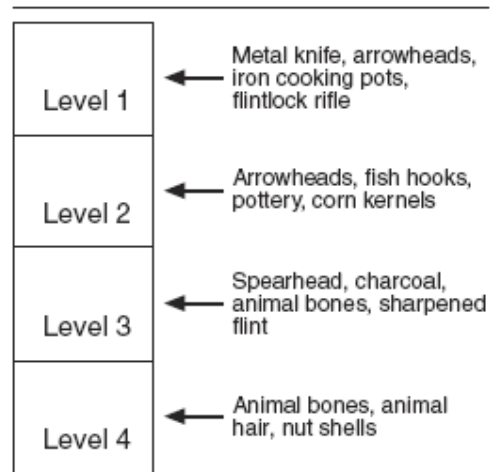 Metal knife, arrowheads,
iron cooking pots,
flintlock rifle
Level 1
Arrowheads, fish hooks,
pottery, corn kernels
Level 2
Spearhead, charcoal,
animal bones, sharpened
flint
Level 3
Animal bones, animal
hair, nut shells
Level 4